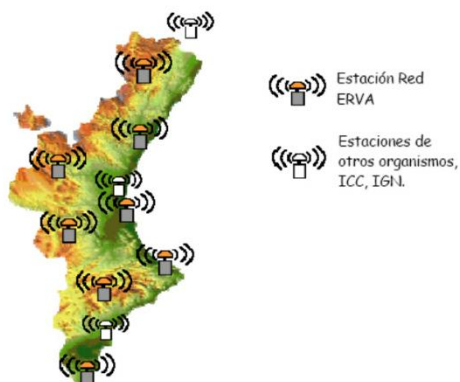 Estación Red
ERVA
Estaciones de
otros organismos,
ICC, IGN.